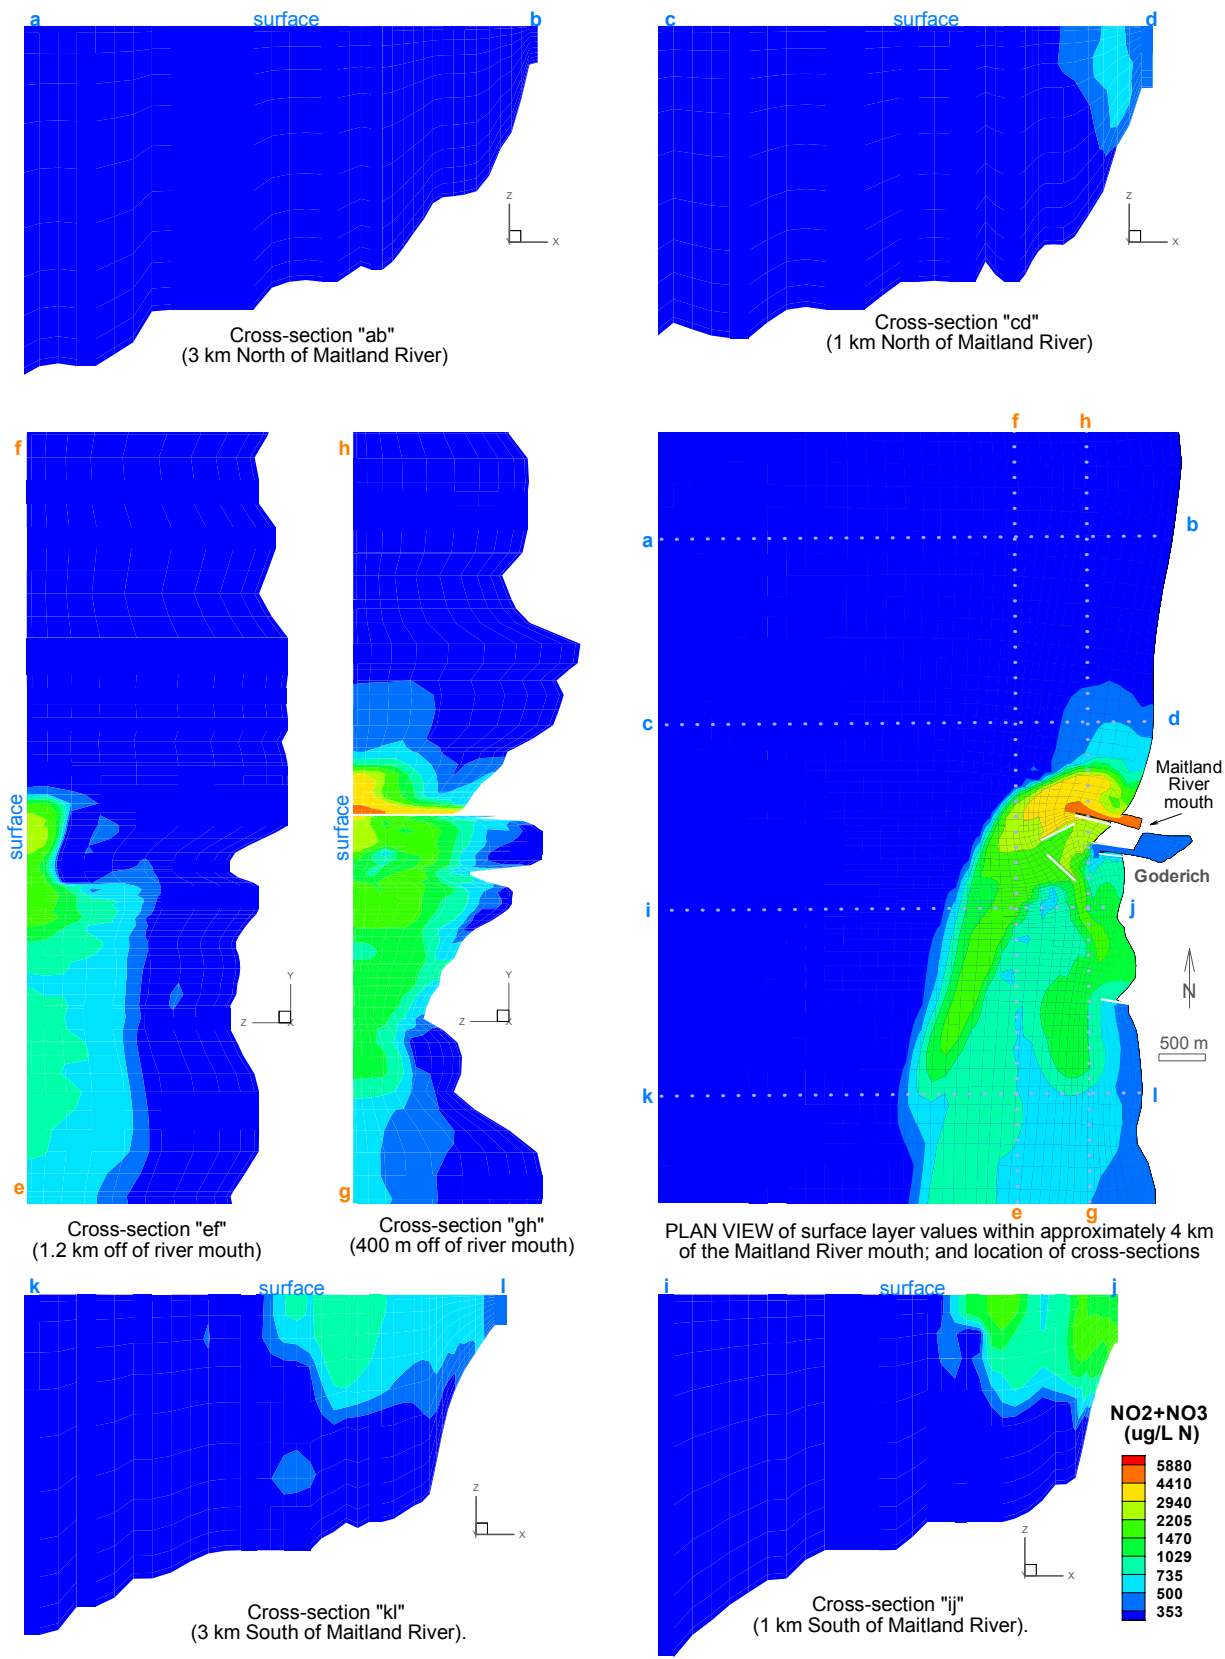 a surface b
Z
X
Y
Cross-section "ab"
(3 km North of Maitland River)
c surface d
Z
X
Y
Cross-section "cd"
(1 km North of Maitland River)
f
surface
e
Y
Z
X
Cross-section "ef"
(1.2 km off of river mouth)
h
surface
g
Y
Z
X
Cross-section "gh"
(400 m off of river mouth)
f h
a b
c d
Maitland
River
mouth
Goderich
i j
N
500 m
k l
e g
PLAN VIEW of surface layer values within approximately 4 km
of the Maitland River mouth; and location of cross-sections
k surface l
Z
X
Y
Cross-section "kl"
(3 km South of Maitland River).
i surface j
Z
X
Y
Cross-section "ij"
(1 km South of Maitland River).
NO2+NO3
(ug/L N)
5880
4410
2940
2205
1470
1029
735
500
353